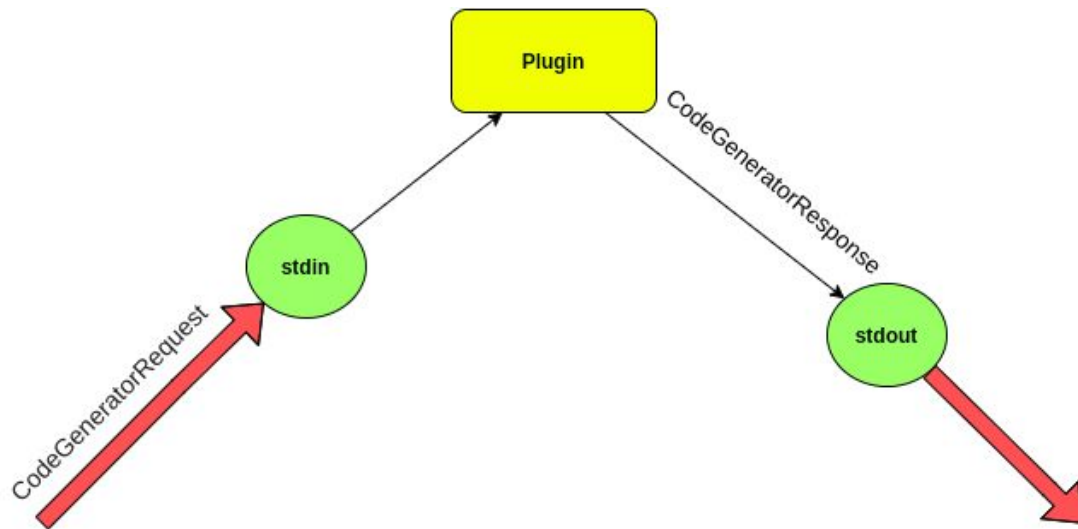 Plugin
CodeGeneratorResponse
stdin
CodeGeneratorRequest
stdout